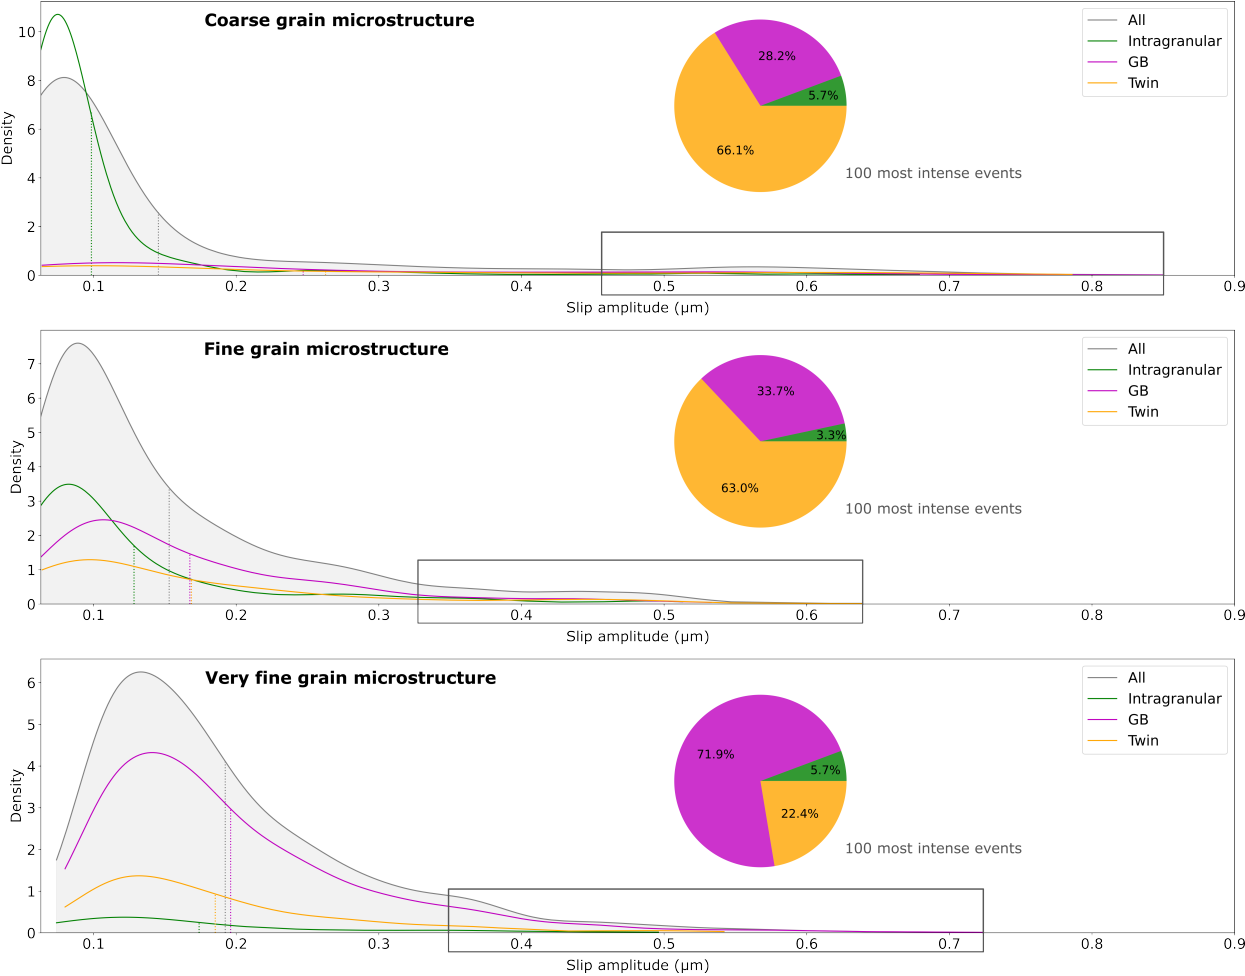 Coarse grain microstructure
All
Intragranular
GB
Twin
28.2%
5.7%
66.1%
100 most intense events
Density
10
8
6
4
2
0
0.1 0.2 0.3 0.4 0.5 0.6 0.7 0.8 0.9
Slip amplitude (μm)
Fine grain microstructure
All
Intragranular
GB
Twin
33.7%
3.3%
63.0%
100 most intense events
Density
7
6
5
4
3
2
1
0
0.1 0.2 0.3 0.4 0.5 0.6 0.7 0.8 0.9
Slip amplitude (μm)
Very fine grain microstructure
All
Intragranular
GB
Twin
71.9%
5.7%
22.4%
100 most intense events
Density
6
5
4
3
2
1
0
0.1 0.2 0.3 0.4 0.5 0.6 0.7 0.8 0.9
Slip amplitude (μm)